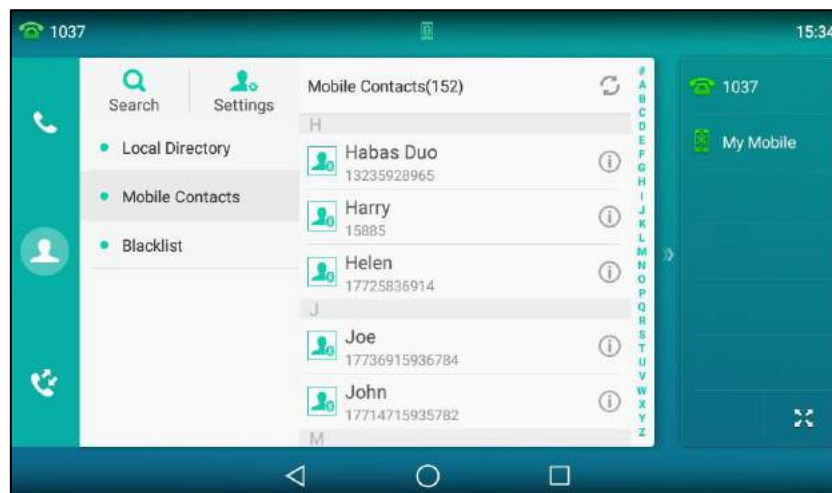 1037
15:34
Search
Settings
Local Directory
Mobile Contacts
Blacklist
Mobile Contacts(152)
H
Habas Duo
13235928965
Harry
15885
Helen
17725836914
J
Joe
17736915936784
John
17714715935782
M
#
A
B
C
D
E
F
G
H
I
J
K
L
M
N
O
P
Q
R
S
T
U
V
W
X
Y
Z
1037
My Mobile